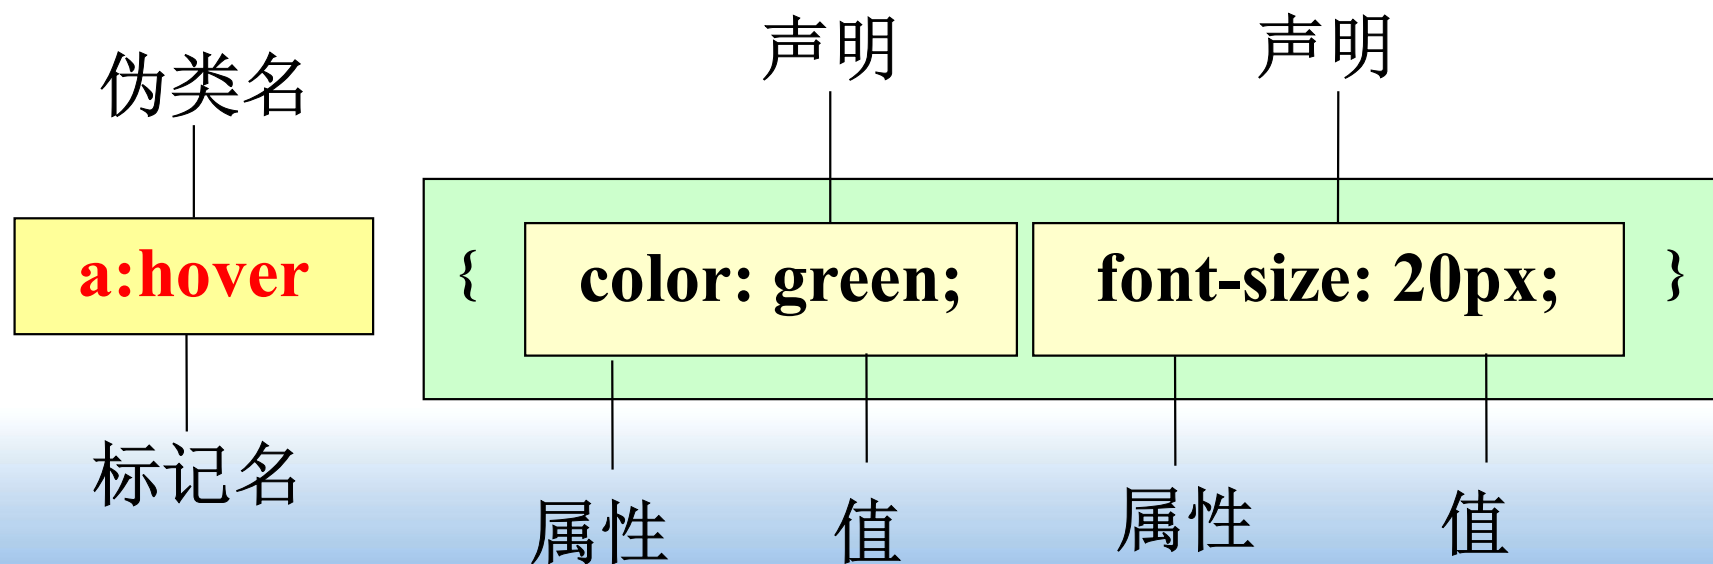 声明 声明
伪类名
a:hover { color: green; font-size: 20px; }
标记名
属性 值 属性 值